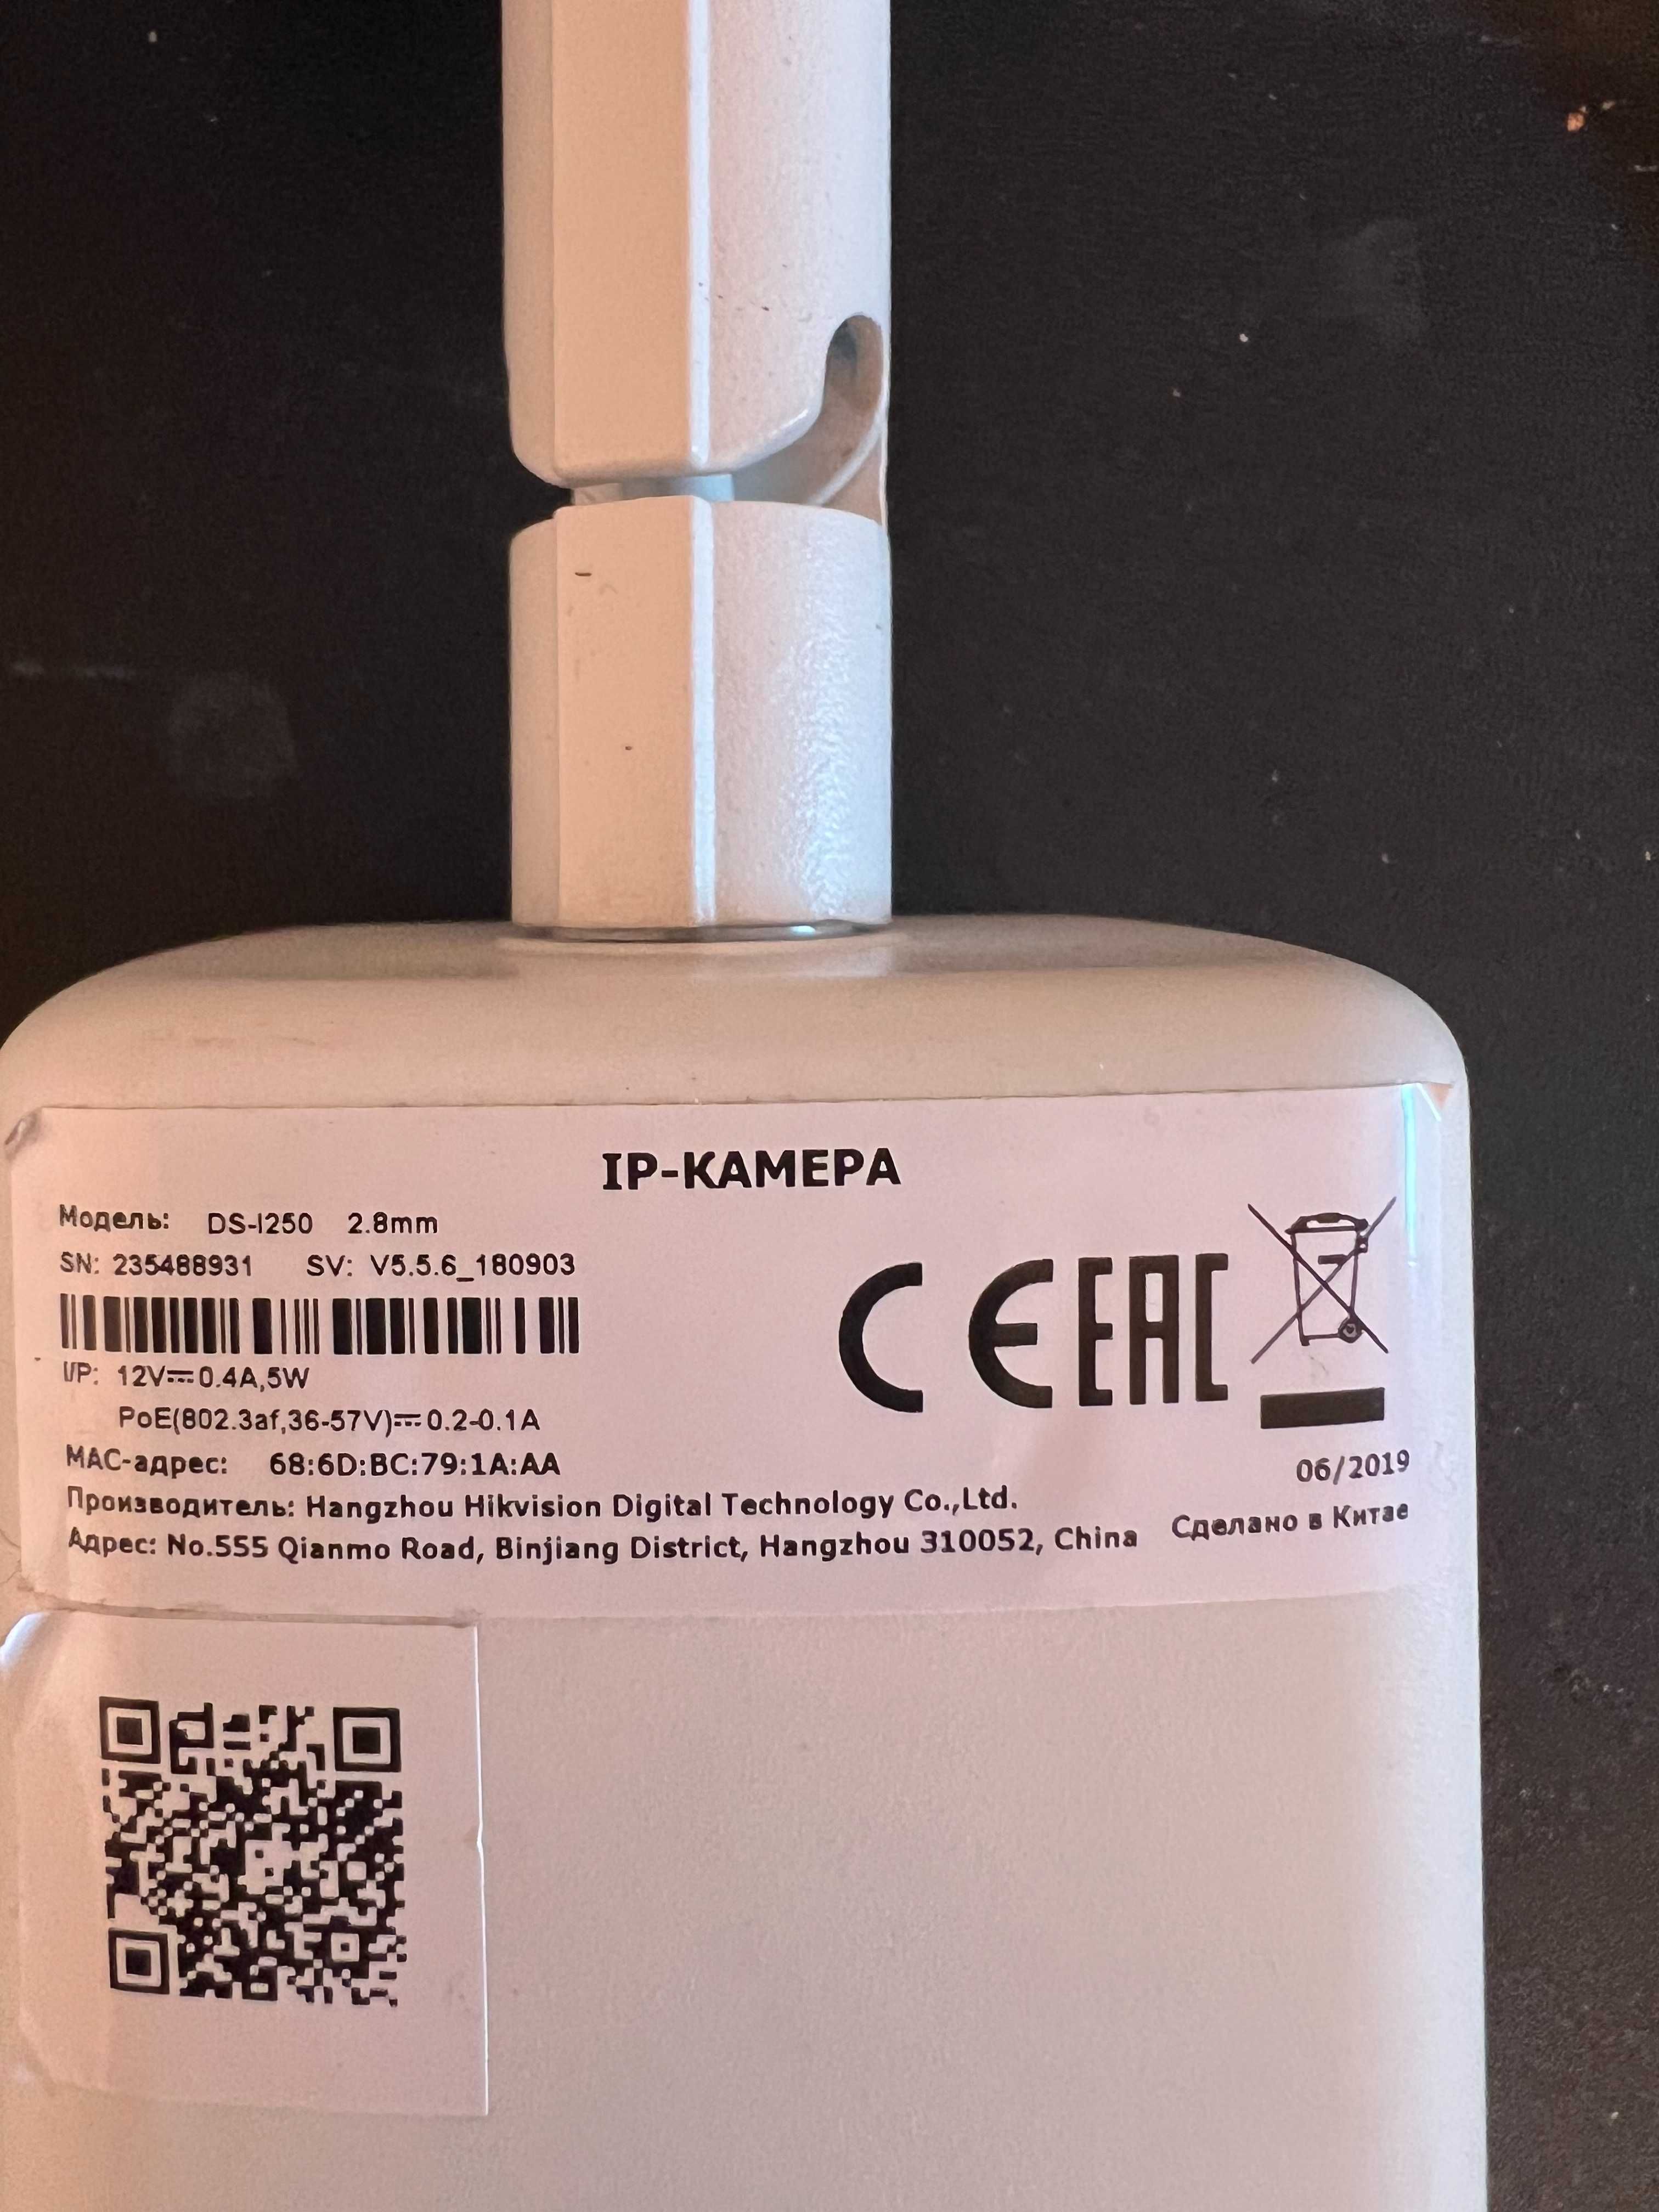 IP-КАМЕРА
Модель: DS-I250 2.8mm
SN: 235488931 SV: V5.5.6_180903
I/P: 12V⎓0.4A,5W
PoE(802.3af,36-57V)⎓0.2-0.1A
MAC-адрес: 68:6D:BC:79:1A:AA
Производитель: Hangzhou Hikvision Digital Technology Co.,Ltd.
Адрес: No.555 Qianmo Road, Binjiang District, Hangzhou 310052, China
CE EAC
06/2019
Сделано в Китае